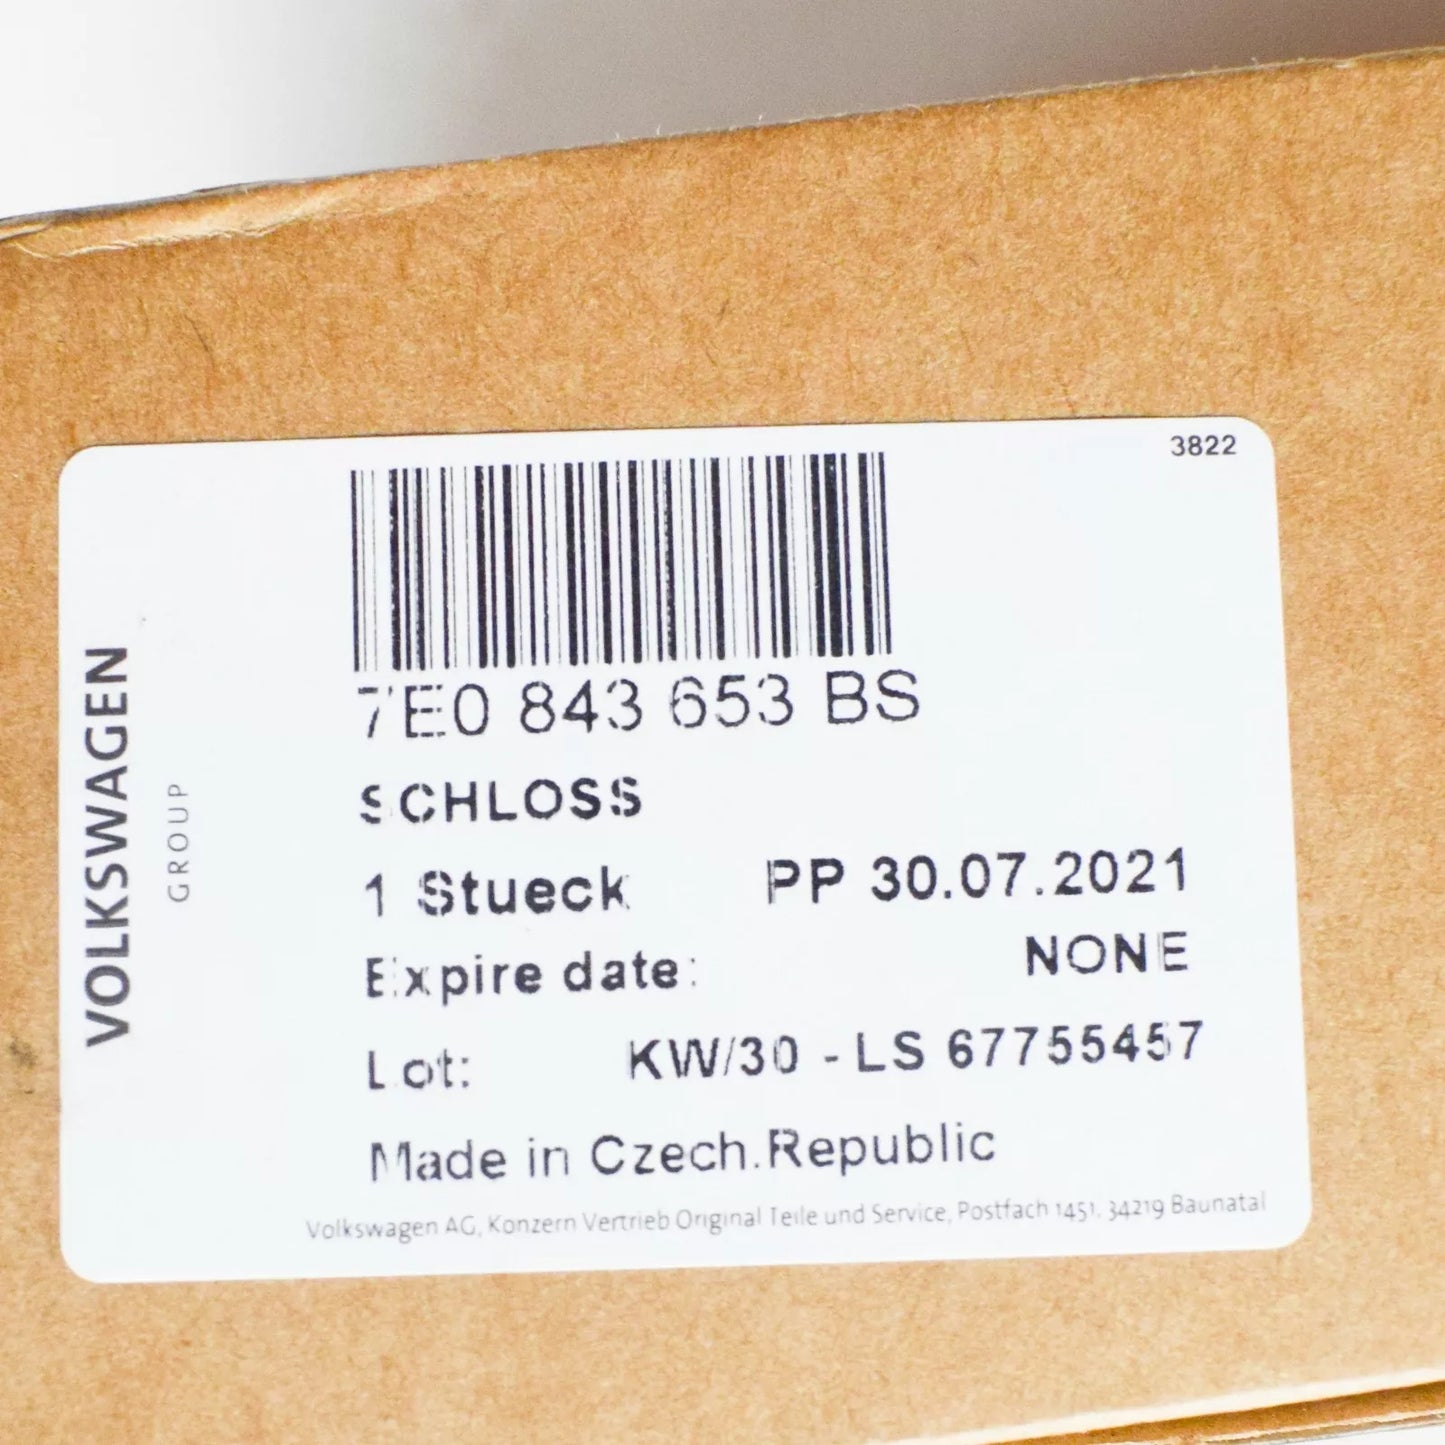 3822
7E0 843 653 BS
SCHLOSS
1 Stueck PP 30.07.2021
Expire date: NONE
Lot: KW/30 - LS 67755457
Made in Czech.Republic
Volkswagen AG, Konzern Vertrieb Original Teile und Service, Postfach 1451, 34219 Baunatal
VOLKSWAGEN
GROUP